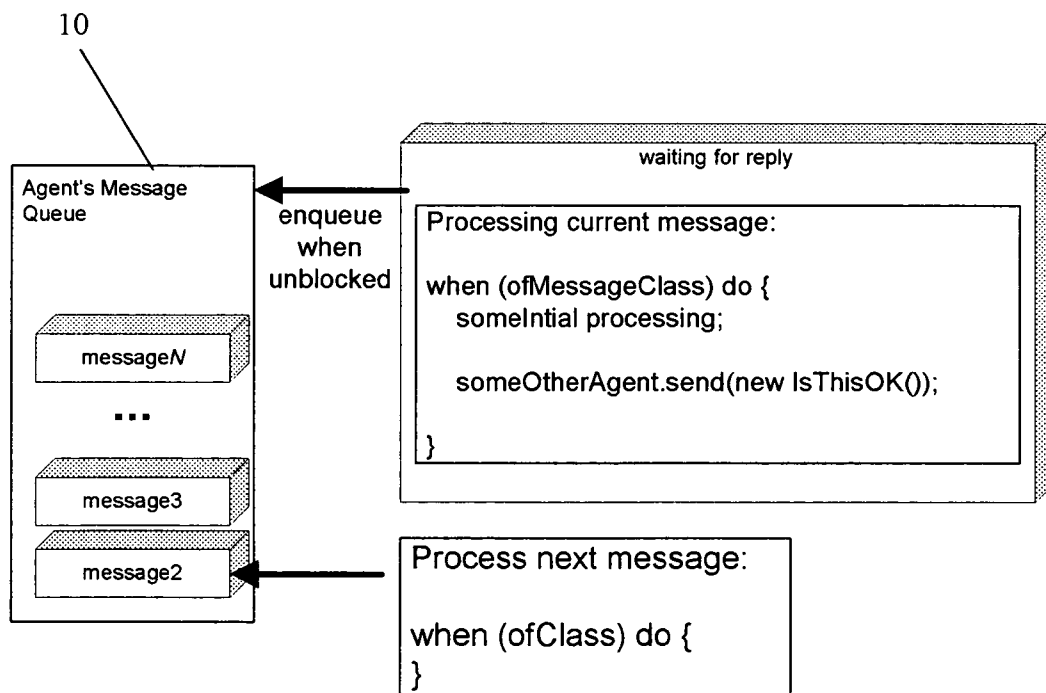 10
waiting for reply
Agent's Message
Queue
enqueue
when
unblocked
Processing current message:
when (ofMessageClass) do {
someIntial processing;
someOtherAgent.send(new IsThisOK());
}
messageN
...
message3
message2
Process next message:
when (ofClass) do {
}